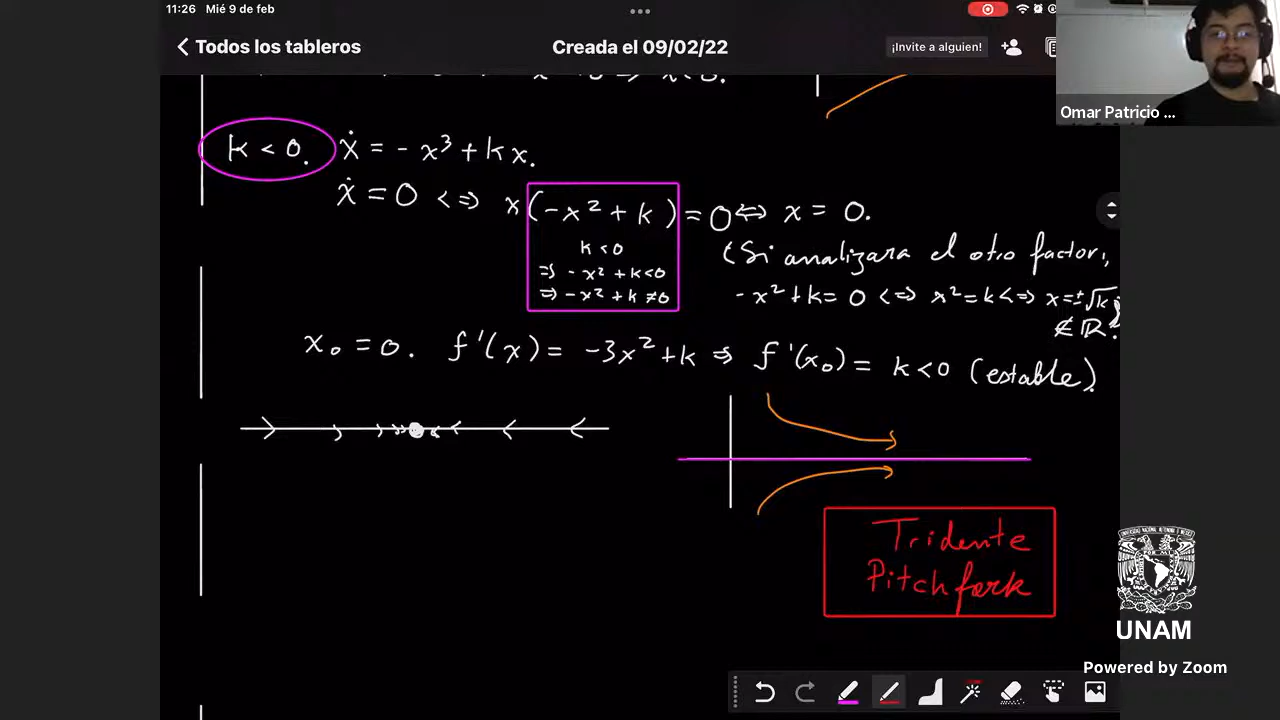 11:26 Mié 9 de feb
Todos los tableros
Creada el 09/02/22
¡Invite a alguien!
Omar Patricio ...
k < 0. ẋ = - x³ + kx.
ẋ = 0 <=> x(-x² + k) = 0 <=> x = 0.
k < 0
=> -x² + k < 0
=> -x² + k ≠ 0
(Si analizara el otro factor,
-x² + k = 0 <=> x² = k <=> x = ±√k;
∉ ℝ.
x₀ = 0. f'(x) = -3x² + k => f'(x₀) = k < 0 (estable).
Tridente
Pitchfork
UNAM
Powered by Zoom